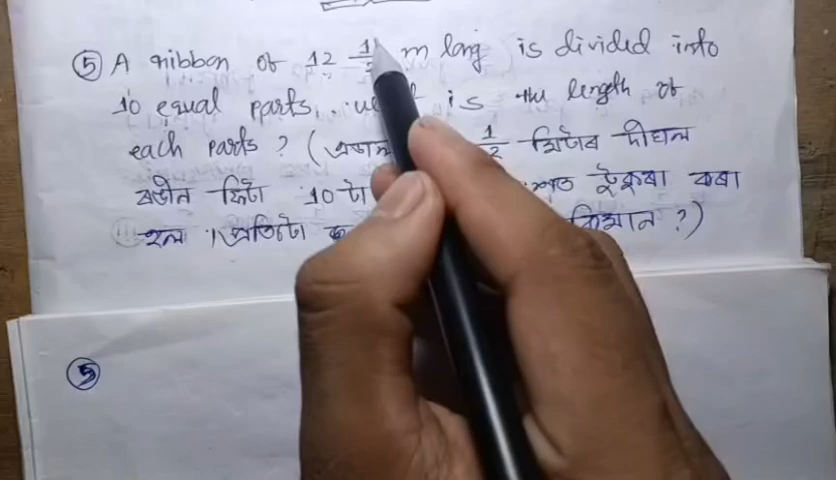 ⑤ A ribbon of 12 1/ m long is divided into
10 equal parts. is the length of
each parts? ( 1/2 মিটাৰ দীঘল
ৰঙীন ফিটা 10 টা টুকুৰা কৰা
হল । প্ৰতিটো কিমান ?)
⑤